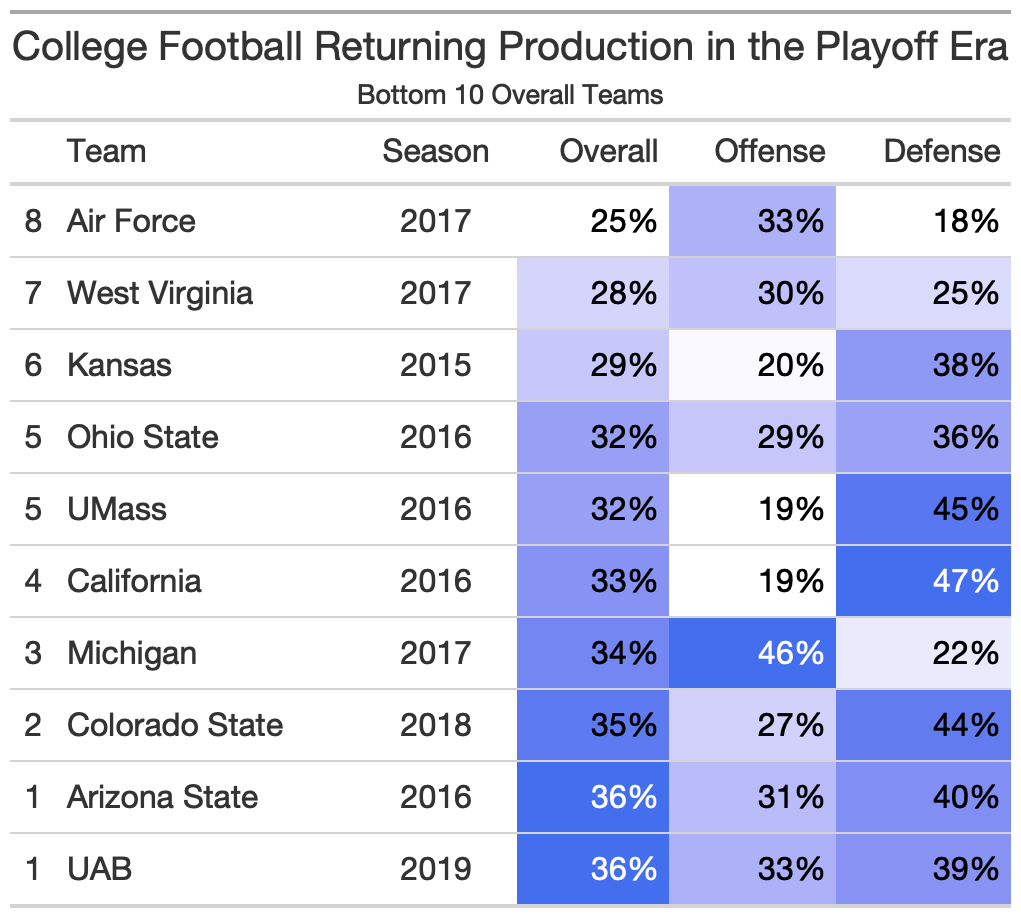 College Football Returning Production in the Playoff Era
Bottom 10 Overall Teams
Team Season Overall Offense Defense
8 Air Force 2017 25% 33% 18%
7 West Virginia 2017 28% 30% 25%
6 Kansas 2015 29% 20% 38%
5 Ohio State 2016 32% 29% 36%
5 UMass 2016 32% 19% 45%
4 California 2016 33% 19% 47%
3 Michigan 2017 34% 46% 22%
2 Colorado State 2018 35% 27% 44%
1 Arizona State 2016 36% 31% 40%
1 UAB 2019 36% 33% 39%